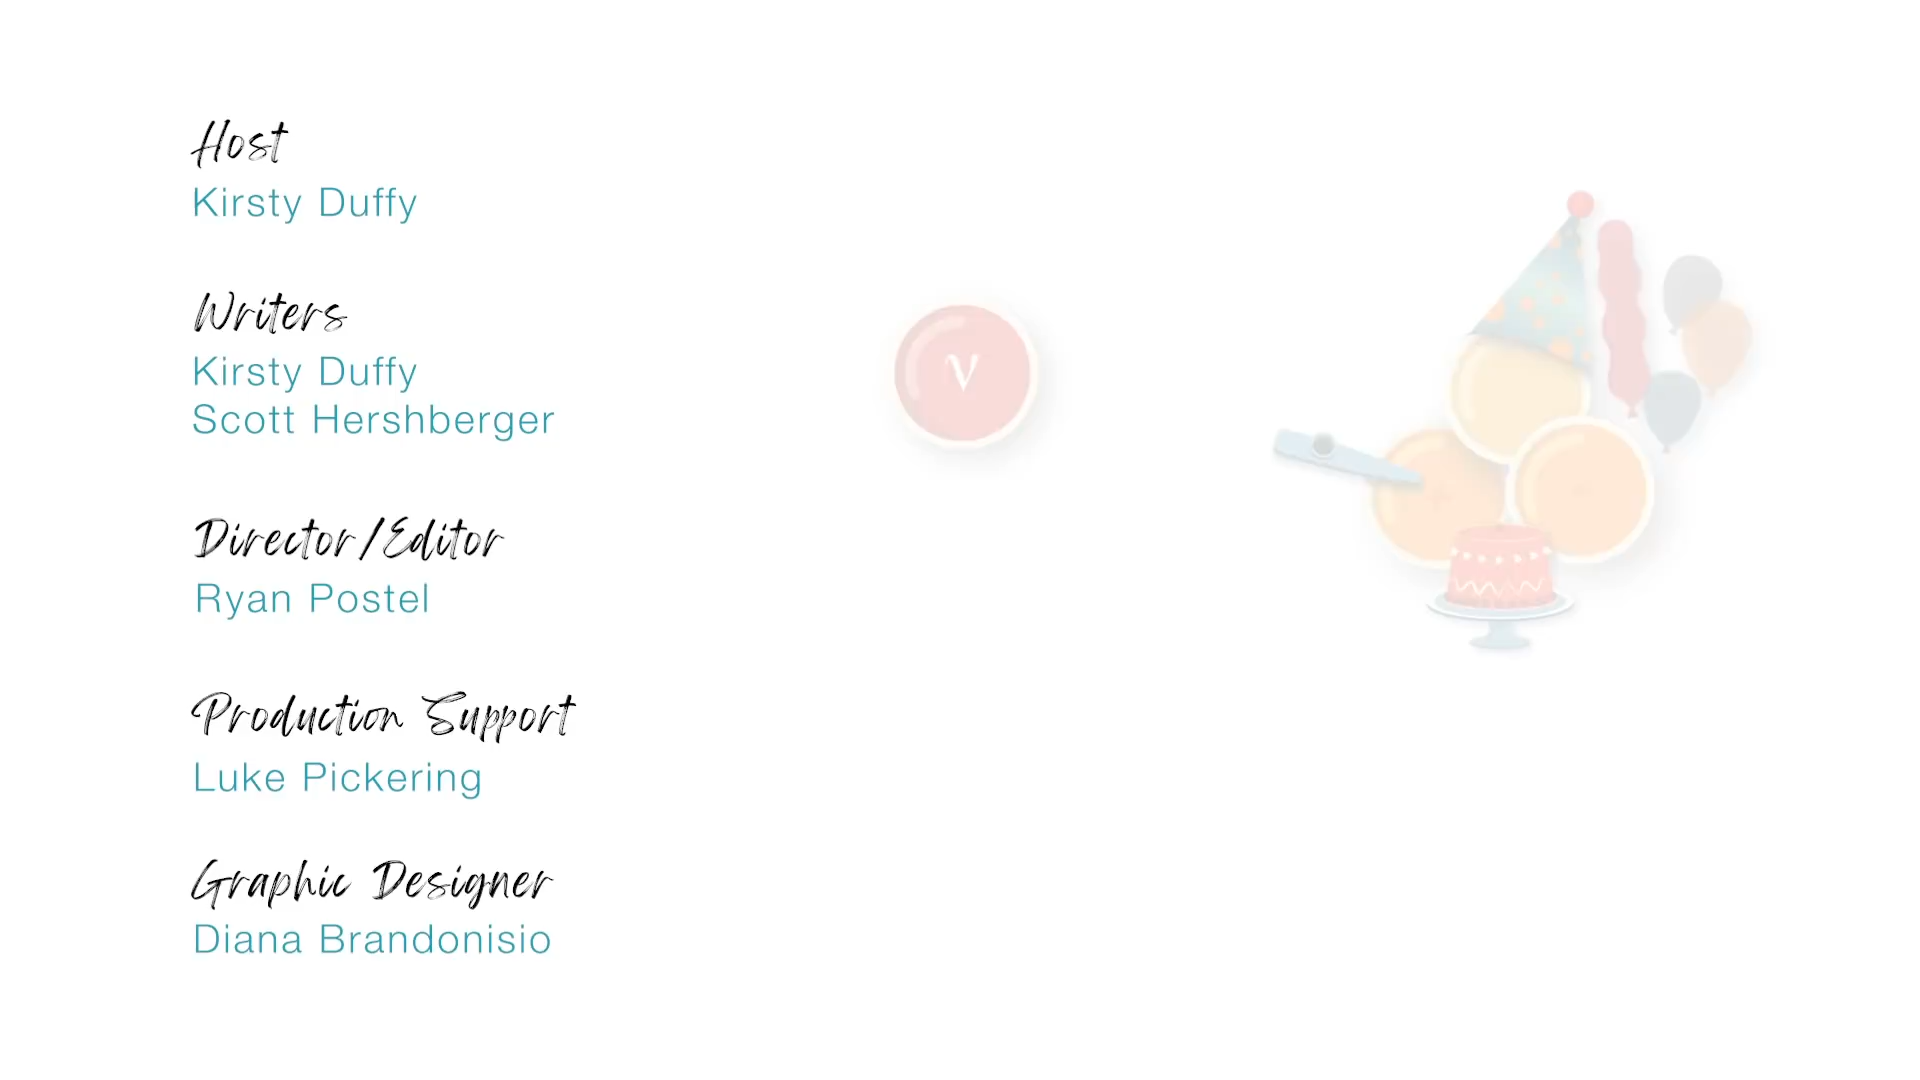 Host
Kirsty Duffy
Writers
Kirsty Duffy
Scott Hershberger
Director/Editor
Ryan Postel
Production Support
Luke Pickering
Graphic Designer
Diana Brandonisio
ν